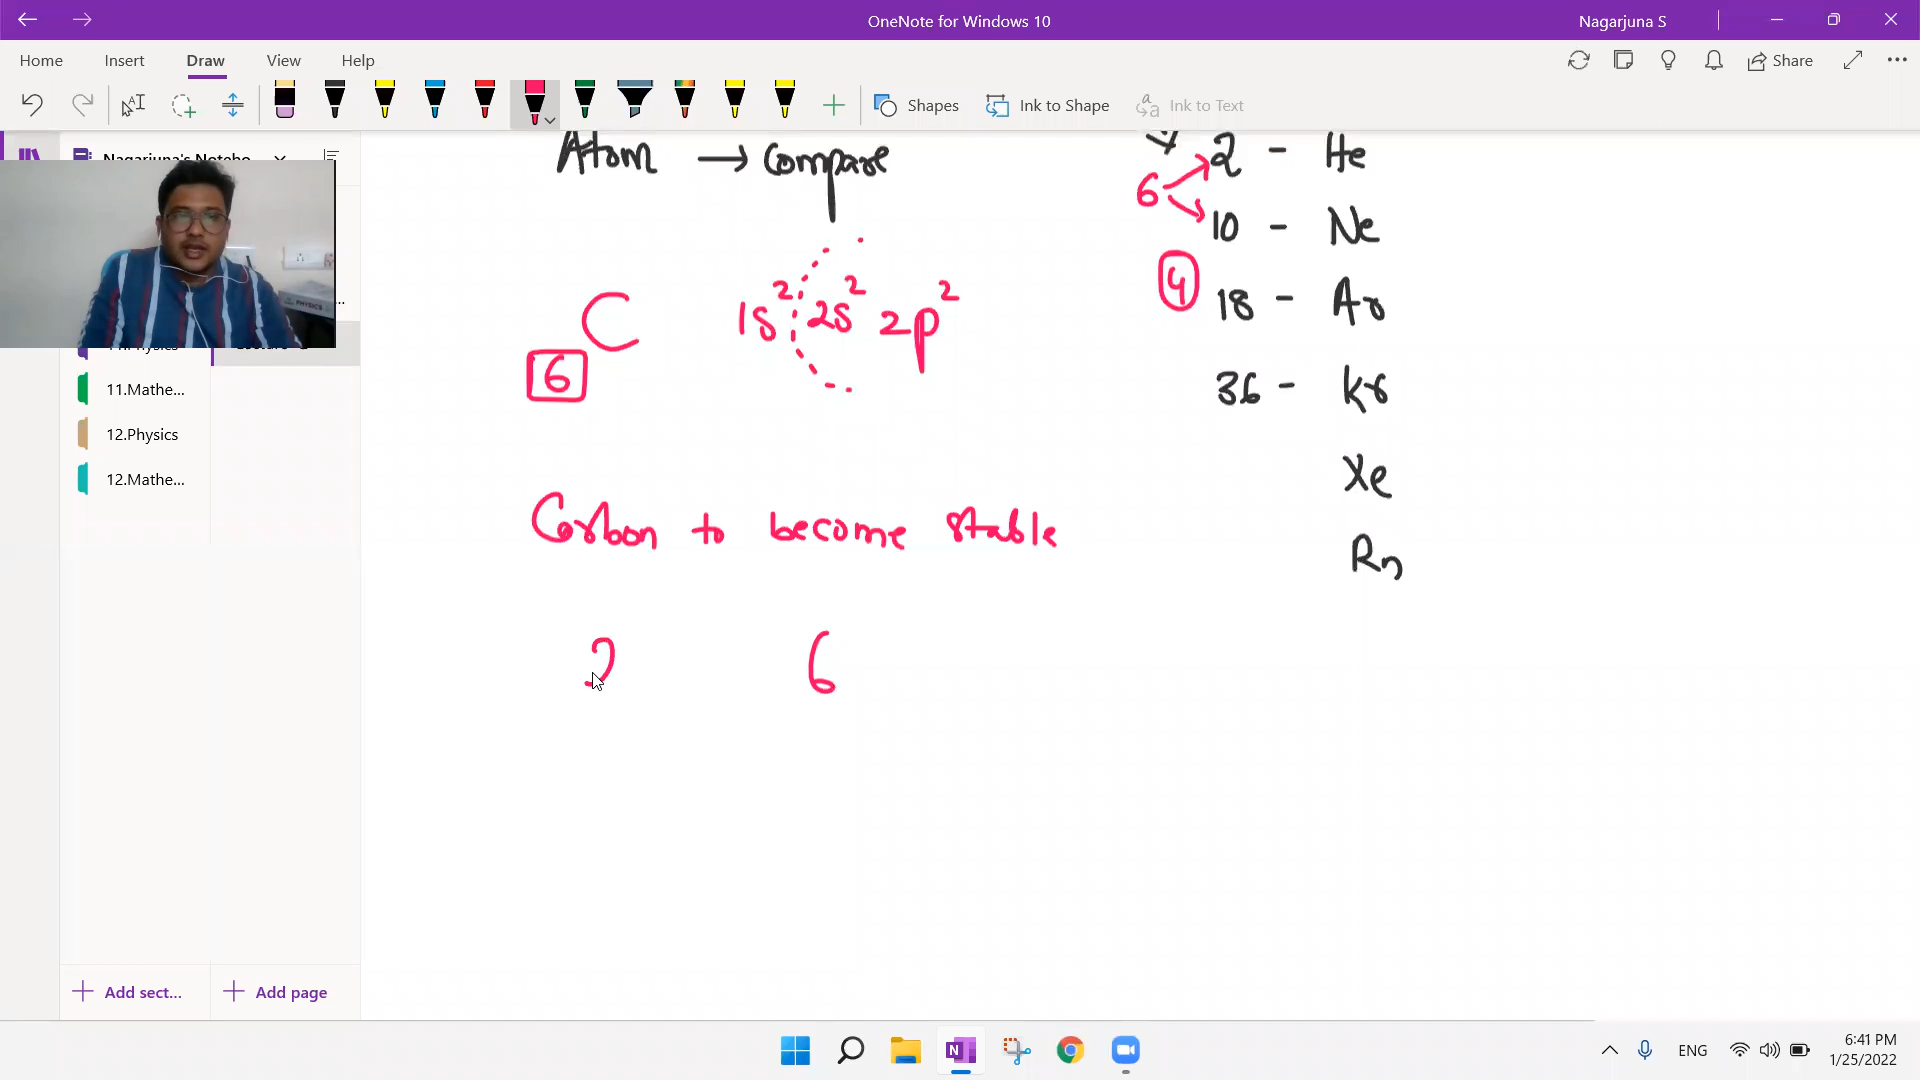 OneNote for Windows 10
Nagarjuna S
Home Insert Draw View Help
Share
Shapes Ink to Shape Ink to Text
Nagarjuna's Notebo
11.Mathe...
12.Physics
12.Mathe...
Add sect...
Add page
Atom → Compare
C 1s² 2s² 2p²
6
Carbon to become stable
2 6
2 - He
6
10 - Ne
4
18 - Ar
36 - Kr
Xe
Rn
ENG
6:41 PM
1/25/2022